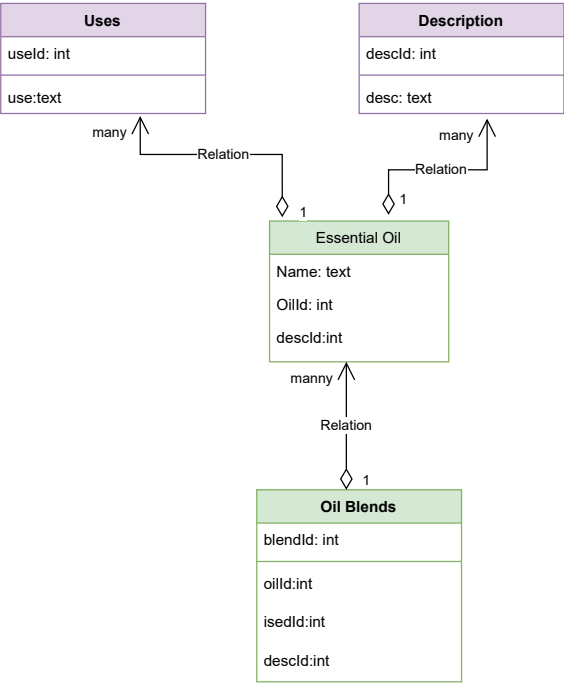 Uses
useId: int
use:text
Description
descId: int
desc: text
many
Relation
1
many
Relation
1
Essential Oil
Name: text
OilId: int
descId:int
manny
Relation
1
Oil Blends
blendId: int
oilId:int
isedId:int
descId:int